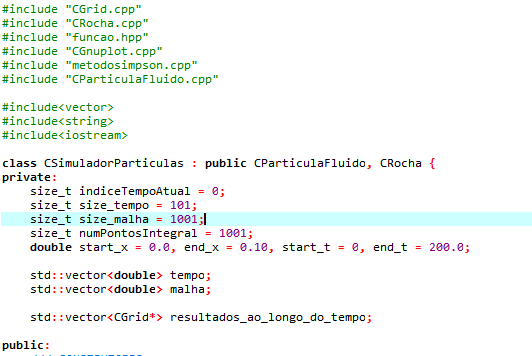 #include "CGrid.cpp"
#include "CRocha.cpp"
#include "funcao.hpp"
#include "CGnuplot.cpp"
#include "metodosimpson.cpp"
#include "CParticulaFluido.cpp"

#include<vector>
#include<string>
#include<iostream>

class CSimuladorParticulas : public CParticulaFluido, CRocha {
private:
    size_t indiceTempoAtual = 0;
    size_t size_tempo = 101;
    size_t size_malha = 1001;
    size_t numPontosIntegral = 1001;
    double start_x = 0.0, end_x = 0.10, start_t = 0, end_t = 200.0;

    std::vector<double> tempo;
    std::vector<double> malha;

    std::vector<CGrid*> resultados_ao_longo_do_tempo;

public: